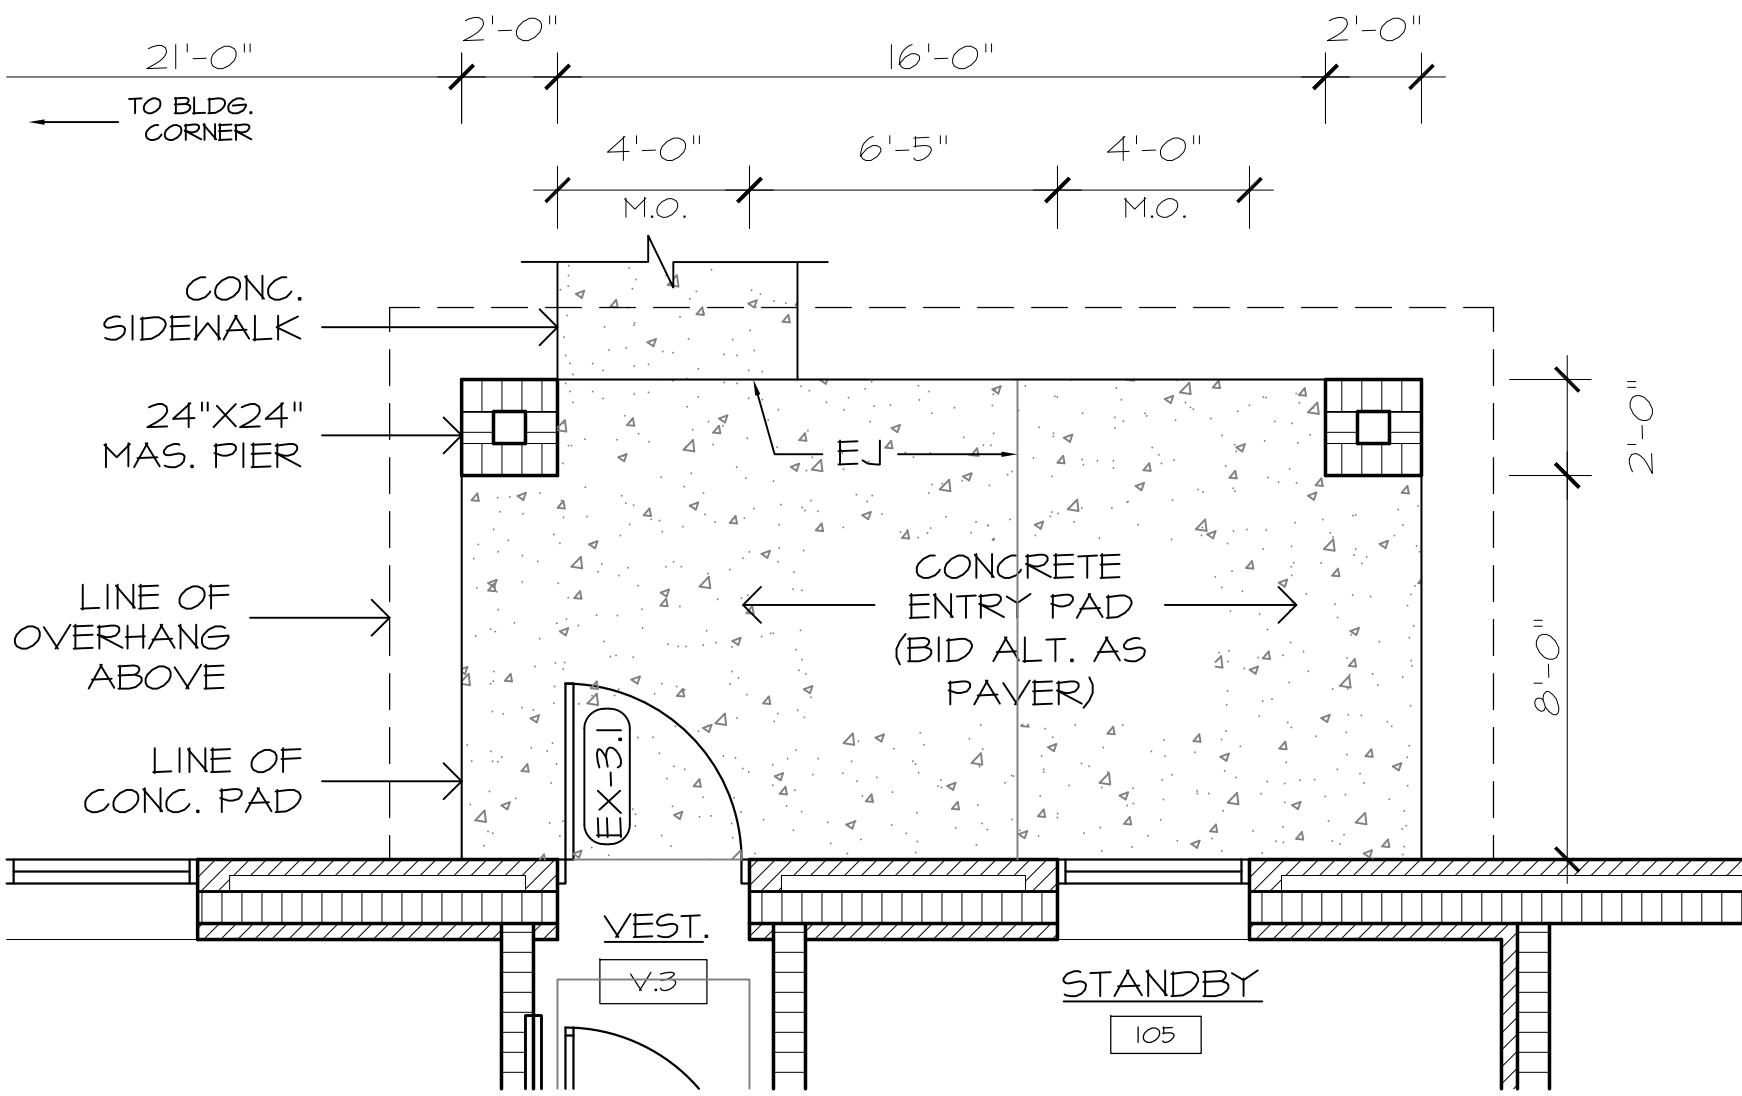 21'-0"
2'-0"
16'-0"
2'-0"
TO BLDG.
CORNER
4'-0"
M.O.
6'-5"
4'-0"
M.O.
CONC.
SIDEWALK
24"X24"
MAS. PIER
EJ
2'-0"
LINE OF
OVERHANG
ABOVE
CONCRETE
ENTRY PAD
(BID ALT. AS
PAVER)
8'-0"
LINE OF
CONC. PAD
EX-3.1
VEST.
V.3
STANDBY
105